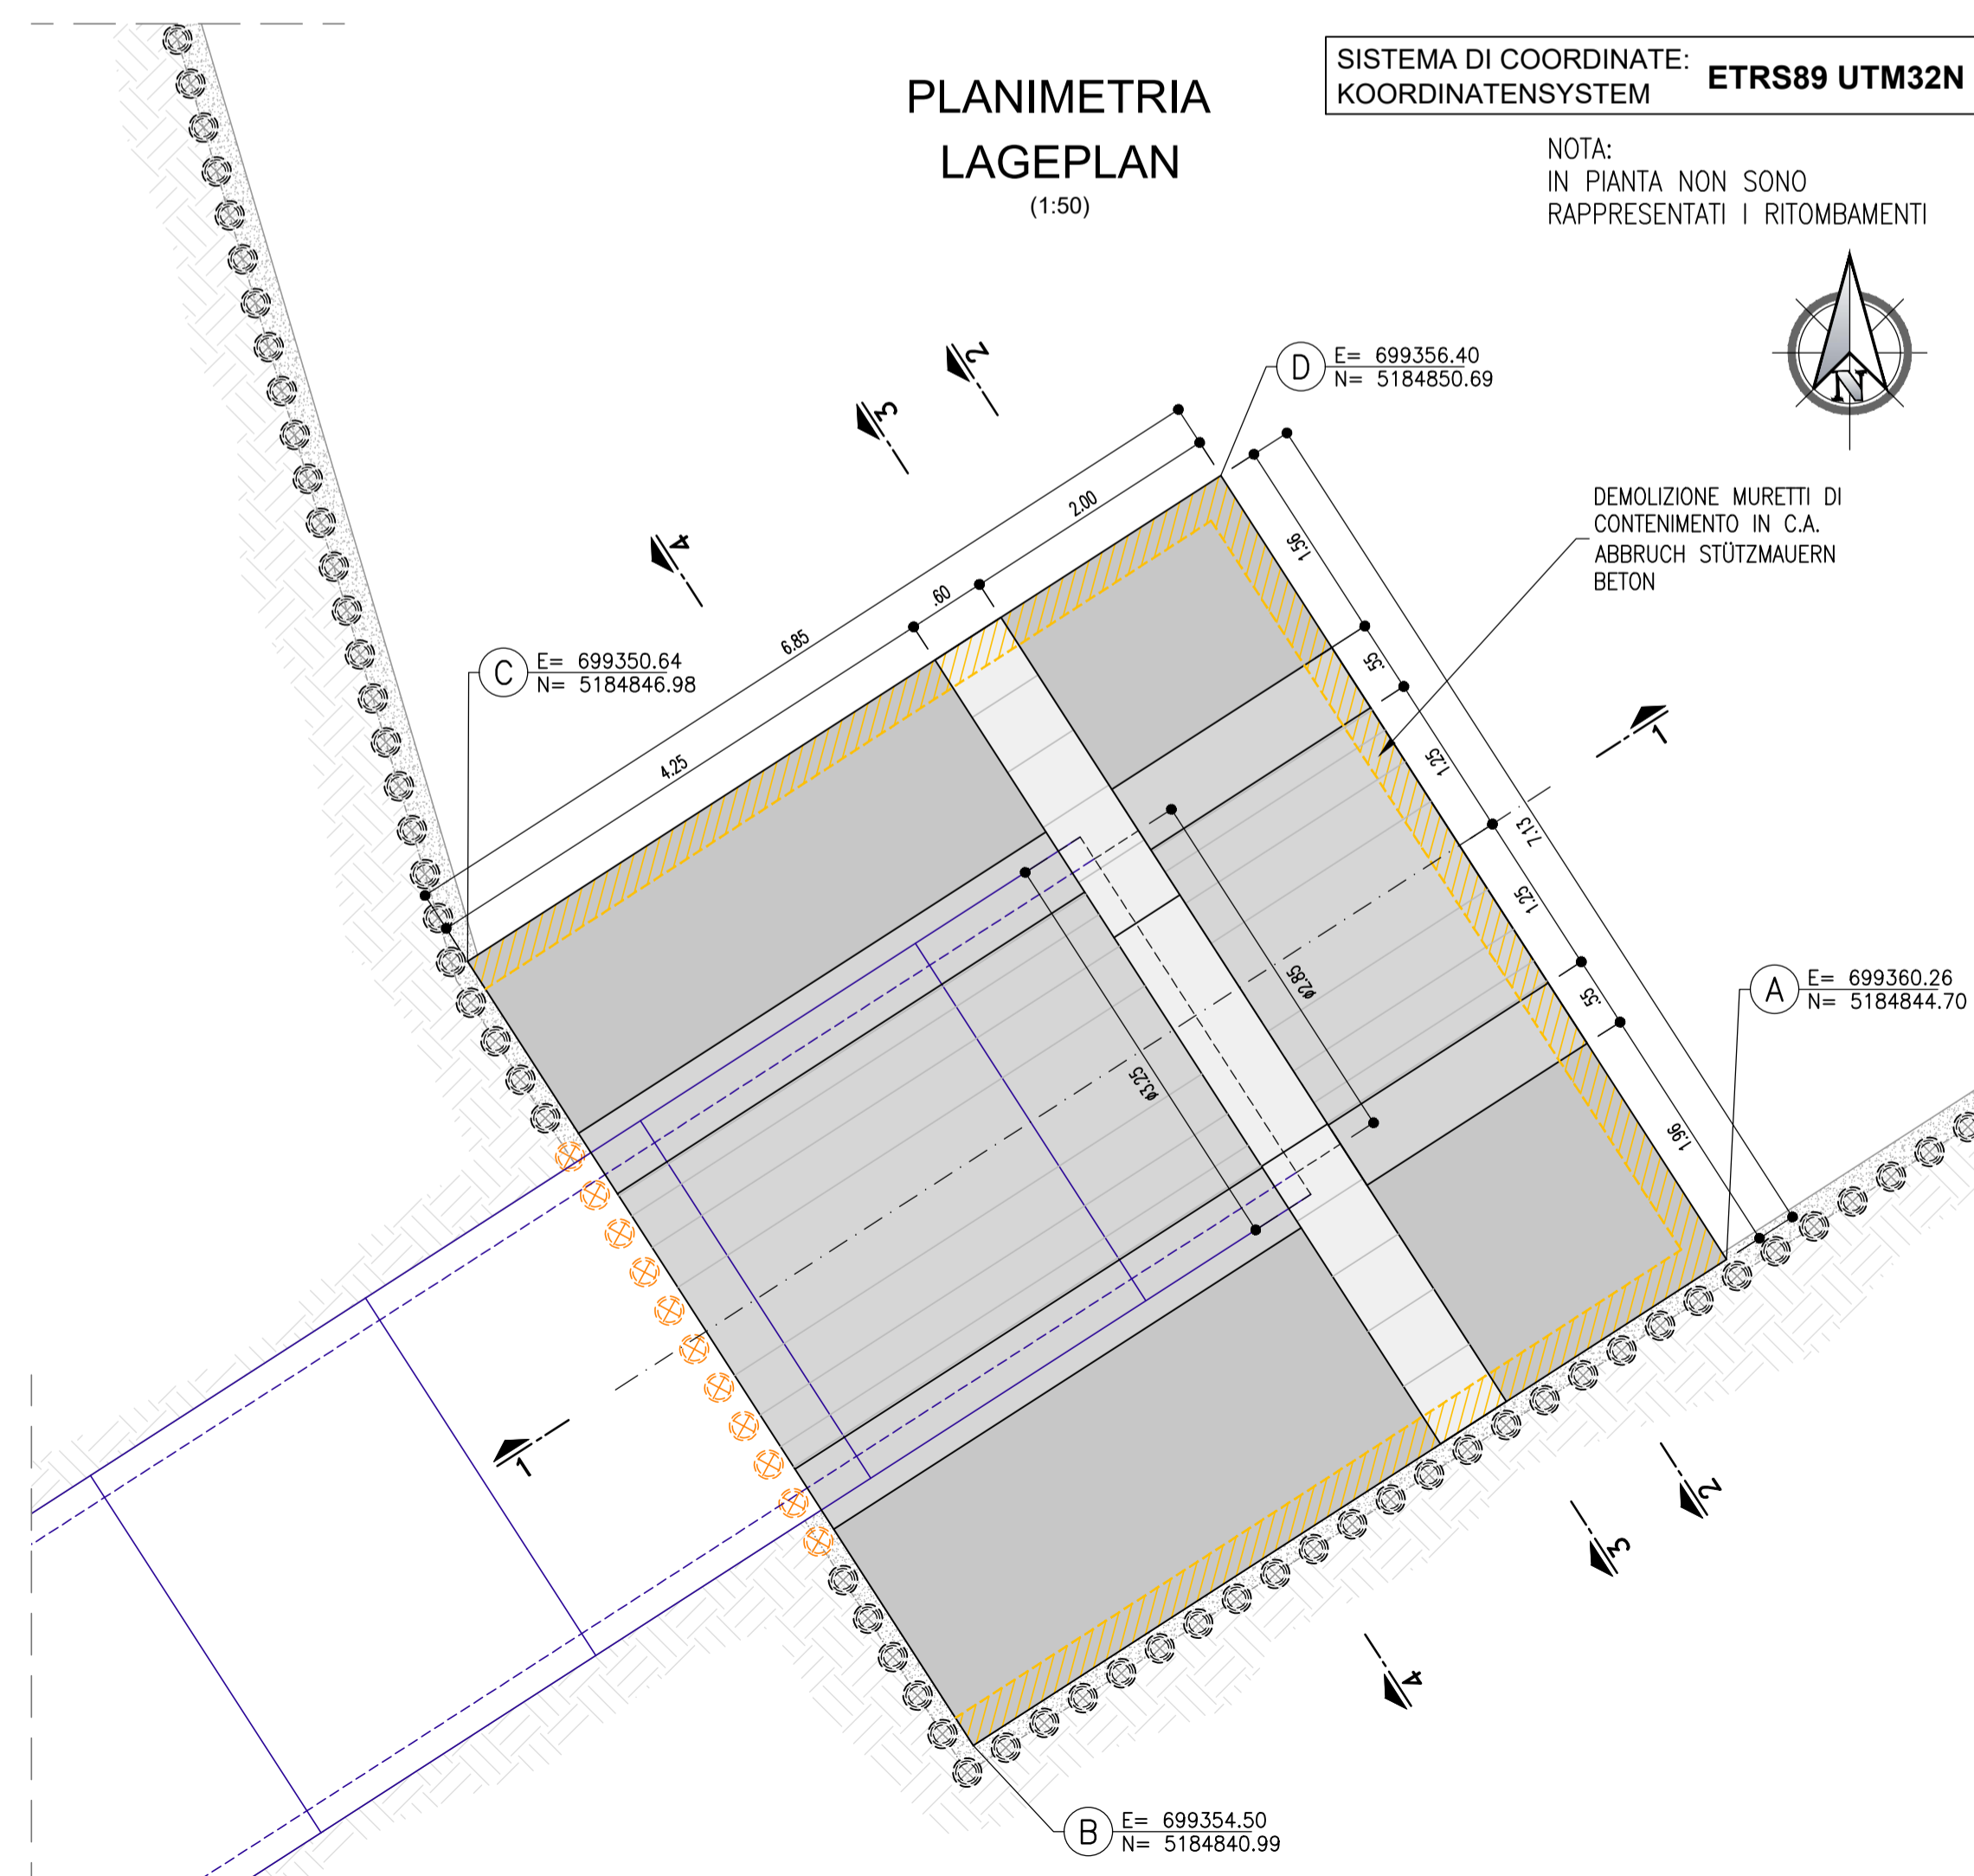 PLANIMETRIA
LAGEPLAN
(1:50)
SISTEMA DI COORDINATE:
KOORDINATENSYSTEM
ETRS89 UTM32N
NOTA:
IN PIANTA NON SONO
RAPPRESENTATI I RITOMBAMENTI
N
2
3
4
D
E= 699356.40
N= 5184850.69
DEMOLIZIONE MURETTI DI
CONTENIMENTO IN C.A.
ABBRUCH STÜTZMAUERN
BETON
2.00
.60
6.85
4.25
C
E= 699350.64
N= 5184846.98
1.56
.55
1.25
7.13
1.25
.55
1.96
1
Ø2.85
Ø3.25
A
E= 699360.26
N= 5184844.70
1
2
3
4
B
E= 699354.50
N= 5184840.99